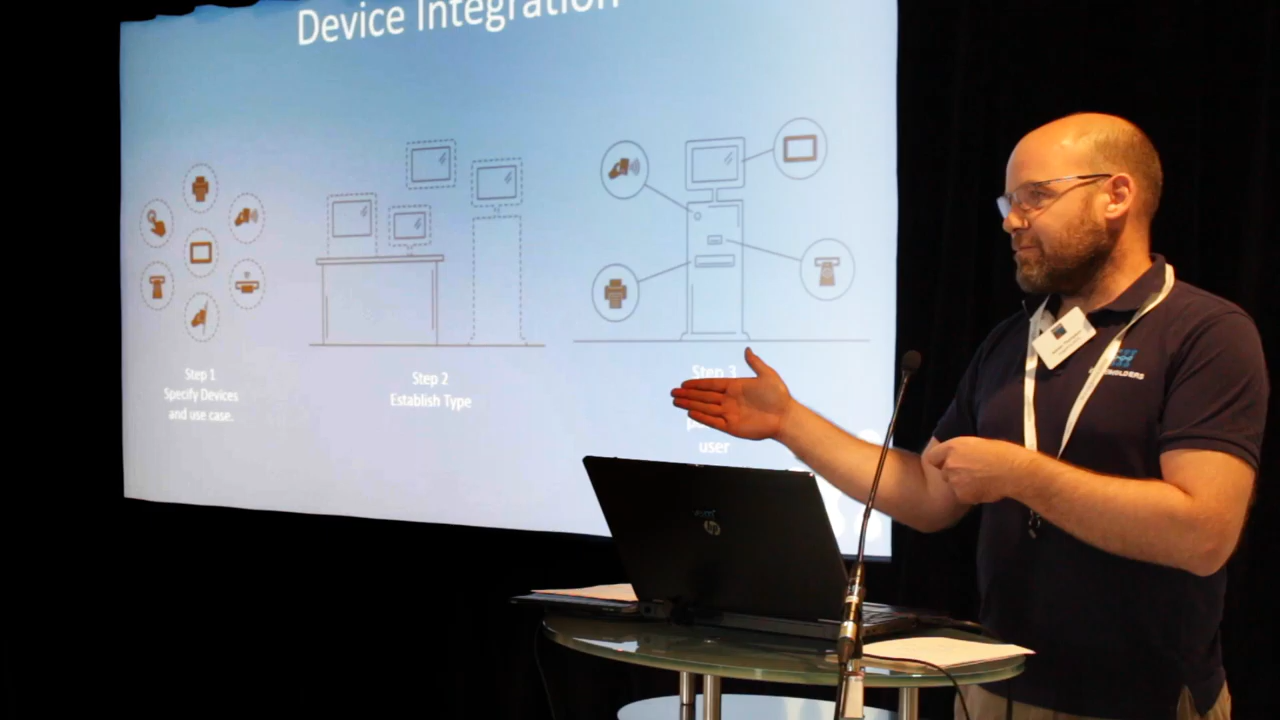 Device Integration
Step 1
Specify Devices
and use case.
Step 2
Establish Type
Step 3
user
hp